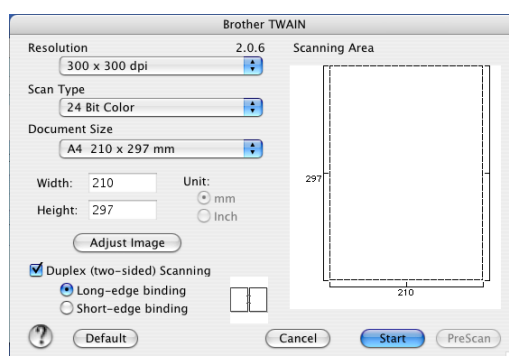 Brother TWAIN
Resolution 2.0.6
300 x 300 dpi
Scan Type
24 Bit Color
Document Size
A4 210 x 297 mm
Width: 210
Height: 297
Unit:
mm
Inch
Adjust Image
Duplex (two-sided) Scanning
Long-edge binding
Short-edge binding
Scanning Area
297
210
?
Default
Cancel
Start
PreScan